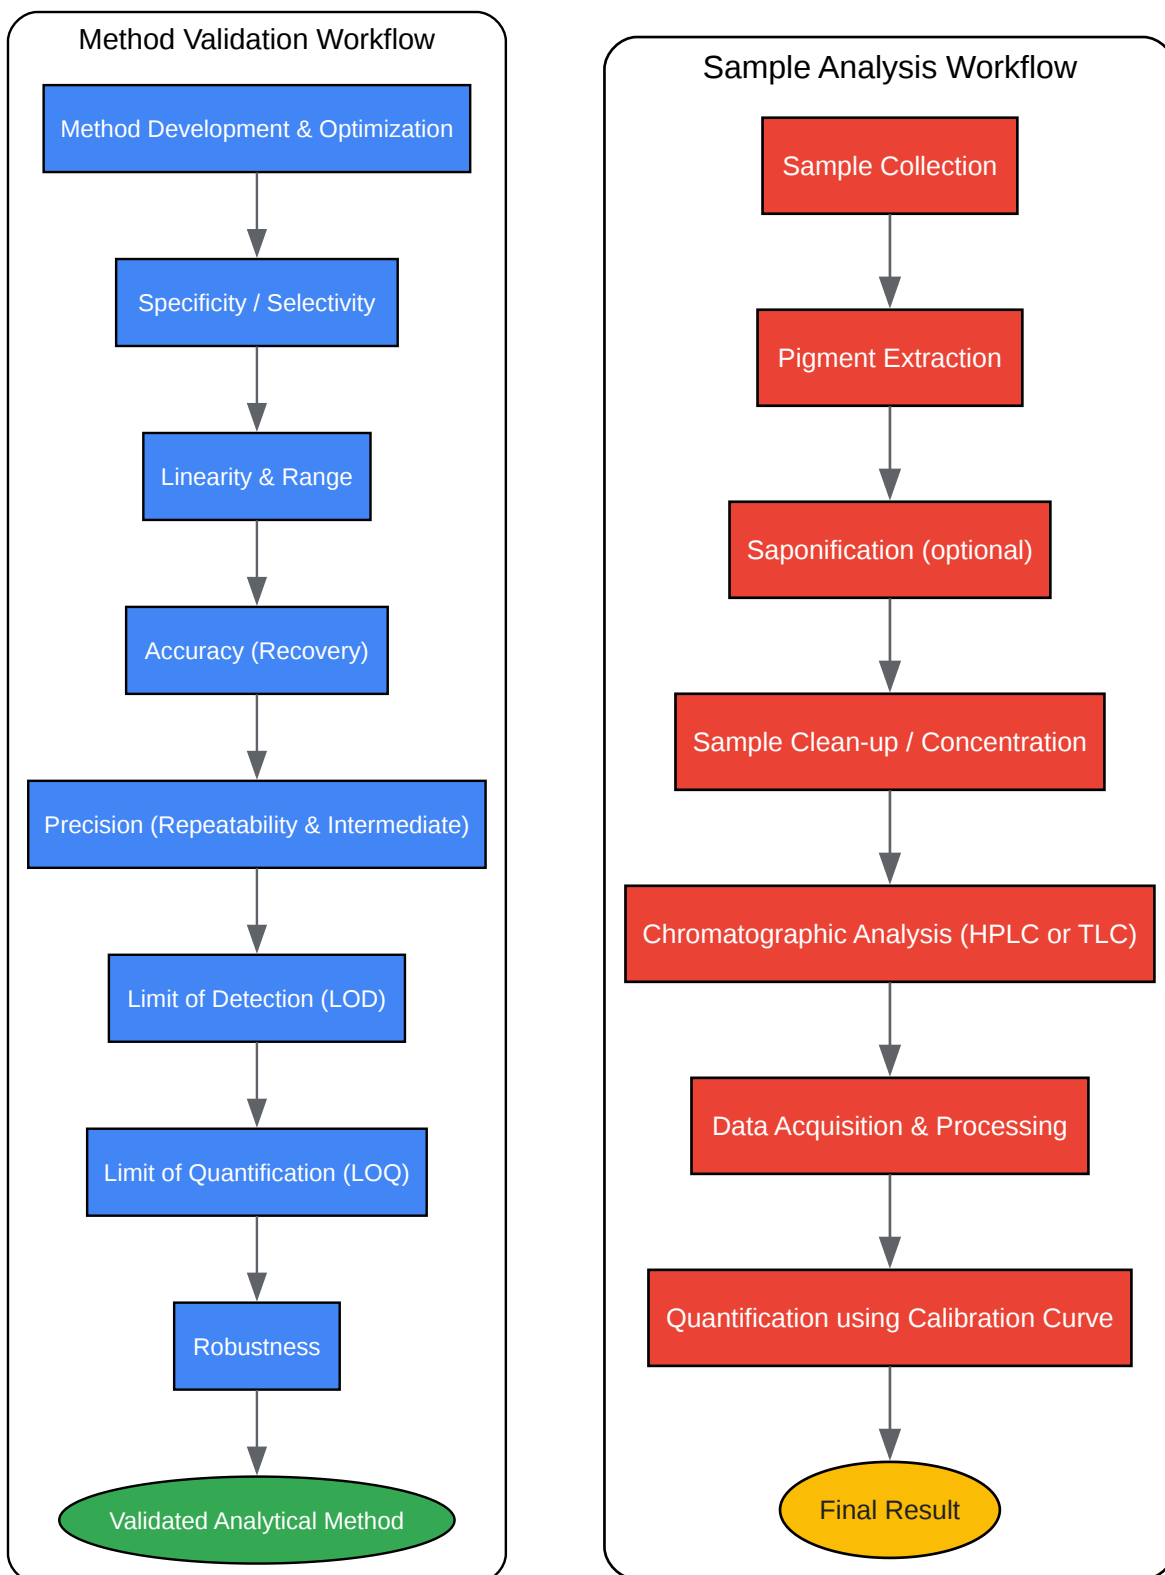 Method Validation Workflow
Method Development & Optimization
Specificity / Selectivity
Linearity & Range
Accuracy (Recovery)
Precision (Repeatability & Intermediate)
Limit of Detection (LOD)
Limit of Quantification (LOQ)
Robustness
Validated Analytical Method
Sample Analysis Workflow
Sample Collection
Pigment Extraction
Saponification (optional)
Sample Clean-up / Concentration
Chromatographic Analysis (HPLC or TLC)
Data Acquisition & Processing
Quantification using Calibration Curve
Final Result